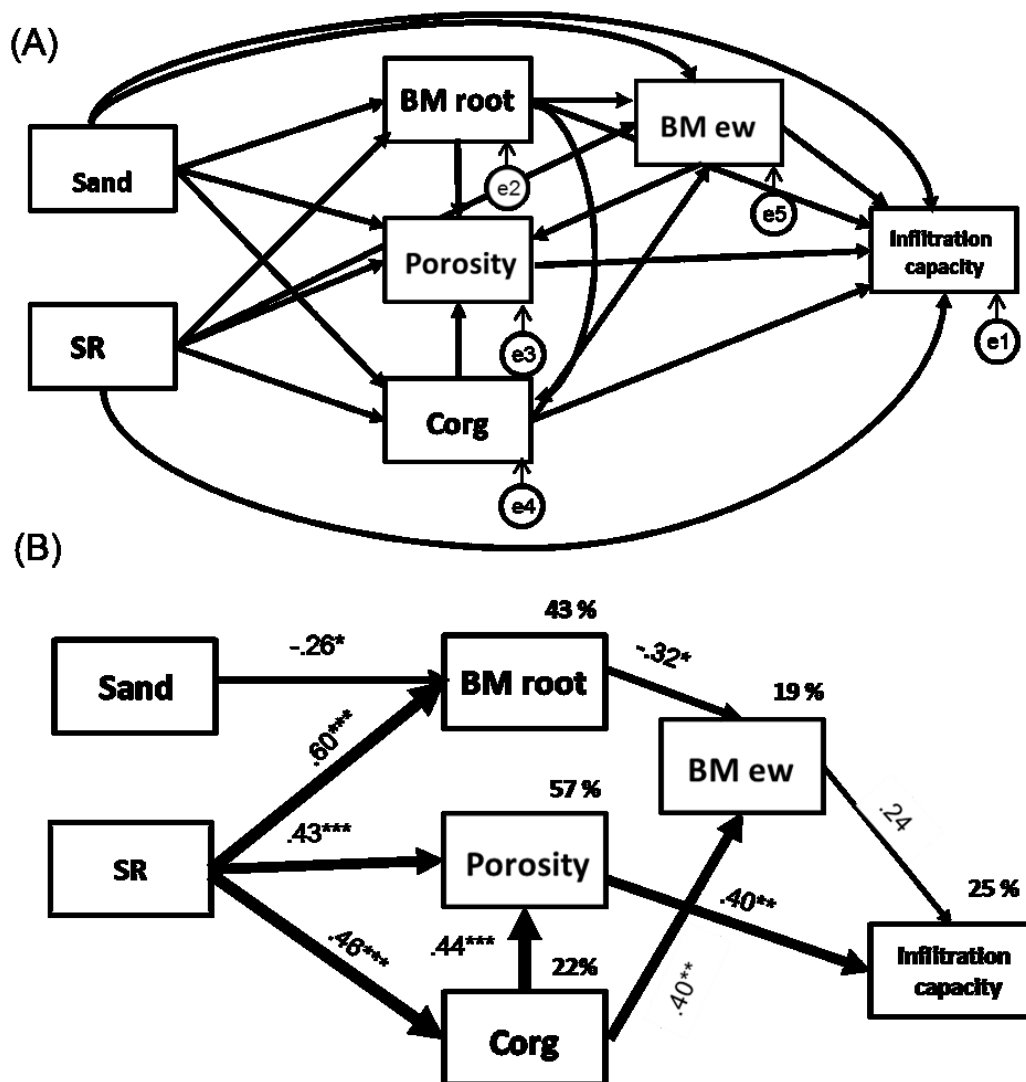 (A)
BM root
BM ew
Sand
e2
e5
Porosity
Infiltration
capacity
SR
e3
e1
Corg
e4
(B)
43 %
-.26*
-.32*
Sand
BM root
19 %
.60***
BM ew
57 %
.43***
.24
SR
Porosity
25 %
.40**
.46***
.44***
22%
Infiltration
capacity
.40**
Corg